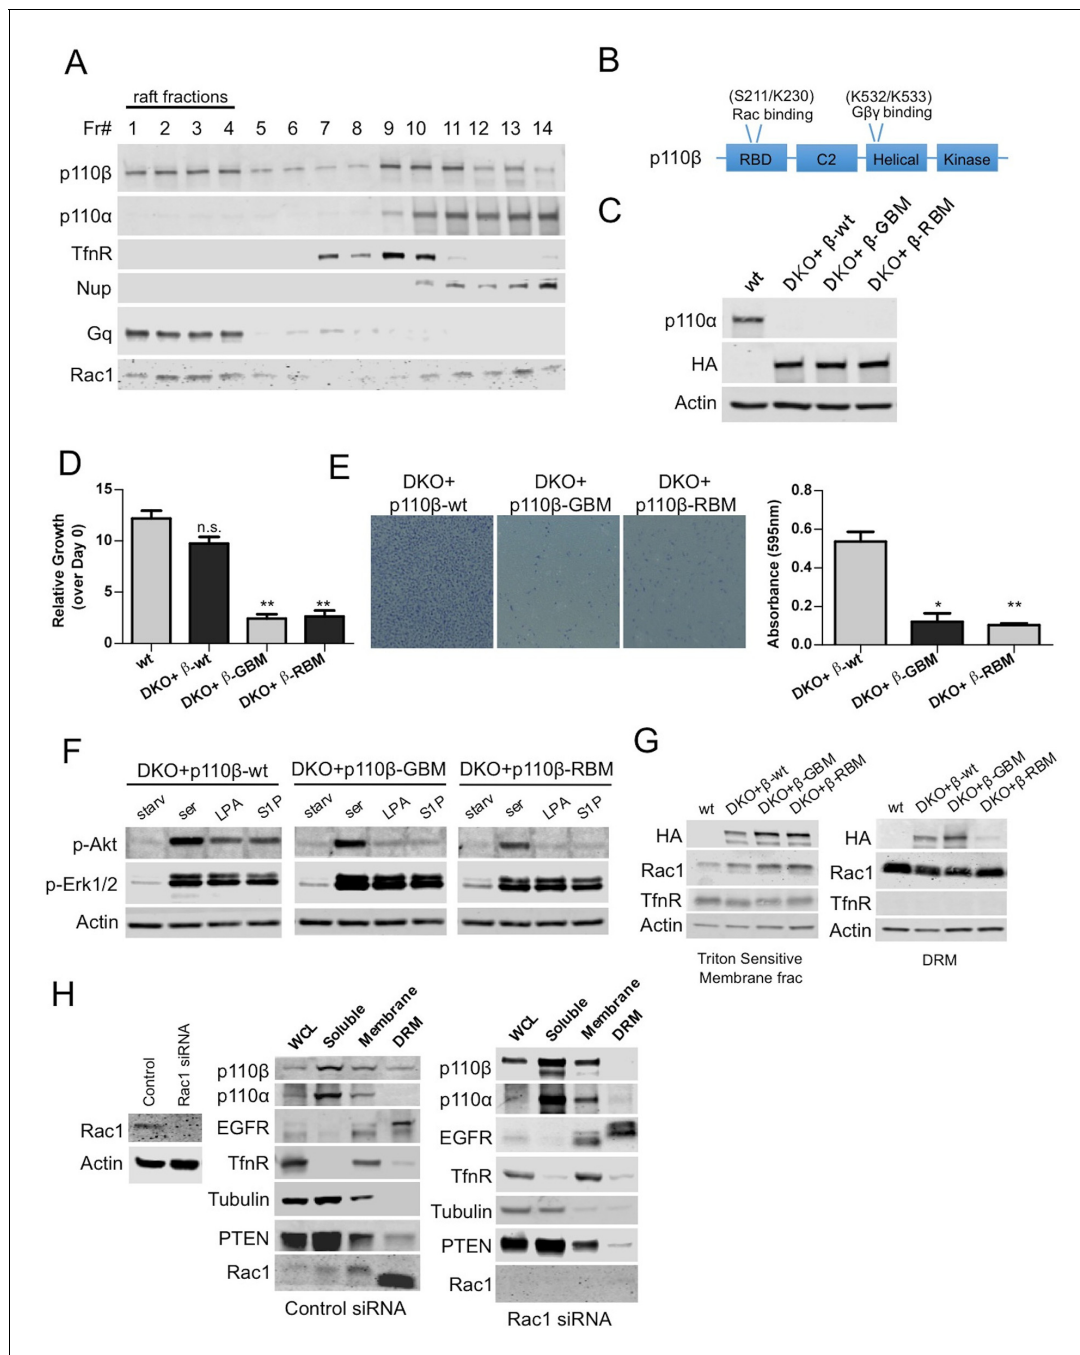 A
raft fractions
Fr# 1 2 3 4 5 6 7 8 9 10 11 12 13 14
p110β
p110α
TfnR
Nup
Gq
Rac1
B
(S211/K230) (K532/K533)
Rac binding Gβγ binding
p110β RBD C2 Helical Kinase
C
wt DKO+ β-wt DKO+ β-GBM DKO+ β-RBM
p110α
HA
Actin
D
Relative Growth
(over Day 0)
15
10
5
0
n.s.
** **
wt DKO+ β-wt DKO+ β-GBM DKO+ β-RBM
E
DKO+ DKO+ DKO+
p110β-wt p110β-GBM p110β-RBM
Absorbance (595nm)
0.8
0.6
0.4
0.2
0.0
* **
DKO+ β-wt DKO+ β-GBM DKO+ β-RBM
F
DKO+p110β-wt DKO+p110β-GBM DKO+p110β-RBM
starv ser LPA S1P starv ser LPA S1P starv ser LPA S1P
p-Akt
p-Erk1/2
Actin
G
wt DKO+β-wt DKO+β-GBM DKO+β-RBM
HA
Rac1
TfnR
Actin
Triton Sensitive
Membrane frac
wt DKO+β-wt DKO+β-GBM DKO+β-RBM
HA
Rac1
TfnR
Actin
DRM
H
Control Rac1 siRNA
Rac1
Actin
WCL Soluble Membrane DRM
p110β
p110α
EGFR
TfnR
Tubulin
PTEN
Rac1
Control siRNA
WCL Soluble Membrane DRM
p110β
p110α
EGFR
TfnR
Tubulin
PTEN
Rac1
Rac1 siRNA